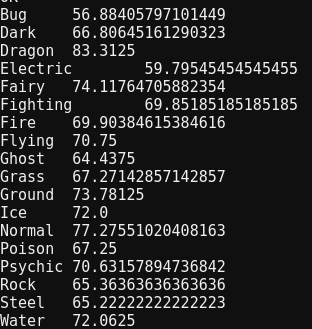 Bug 56.88405797101449
Dark 66.80645161290323
Dragon 83.3125
Electric 59.79545454545455
Fairy 74.11764705882354
Fighting 69.85185185185185
Fire 69.90384615384616
Flying 70.75
Ghost 64.4375
Grass 67.27142857142857
Ground 73.78125
Ice 72.0
Normal 77.27551020408163
Poison 67.25
Psychic 70.63157894736842
Rock 65.36363636363636
Steel 65.22222222222223
Water 72.0625